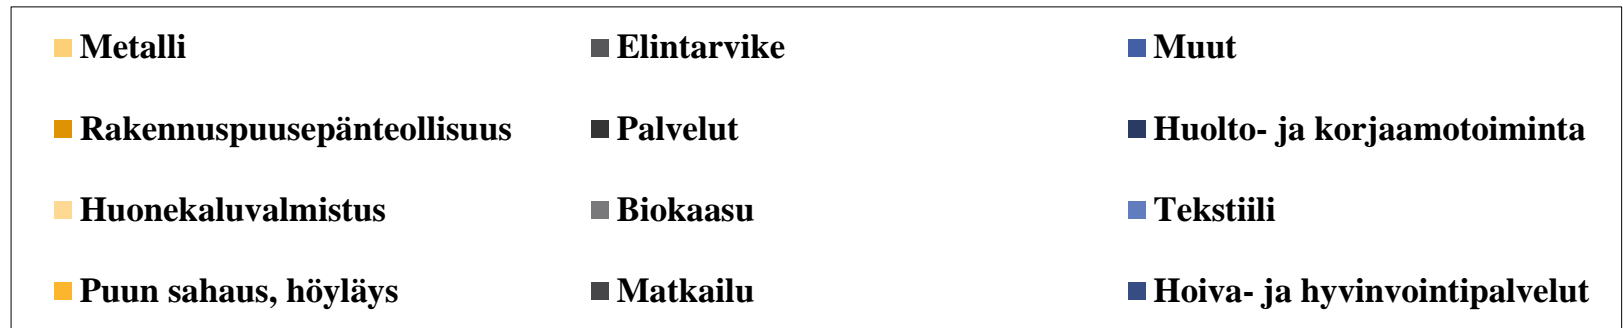 Metalli Elintarvike Muut
Rakennuspuusepänteollisuus Palvelut Huolto- ja korjaamotoiminta
Huonekaluvalmistus Biokaasu Tekstiili
Puun sahaus, höyläys Matkailu Hoiva- ja hyvinvointipalvelut